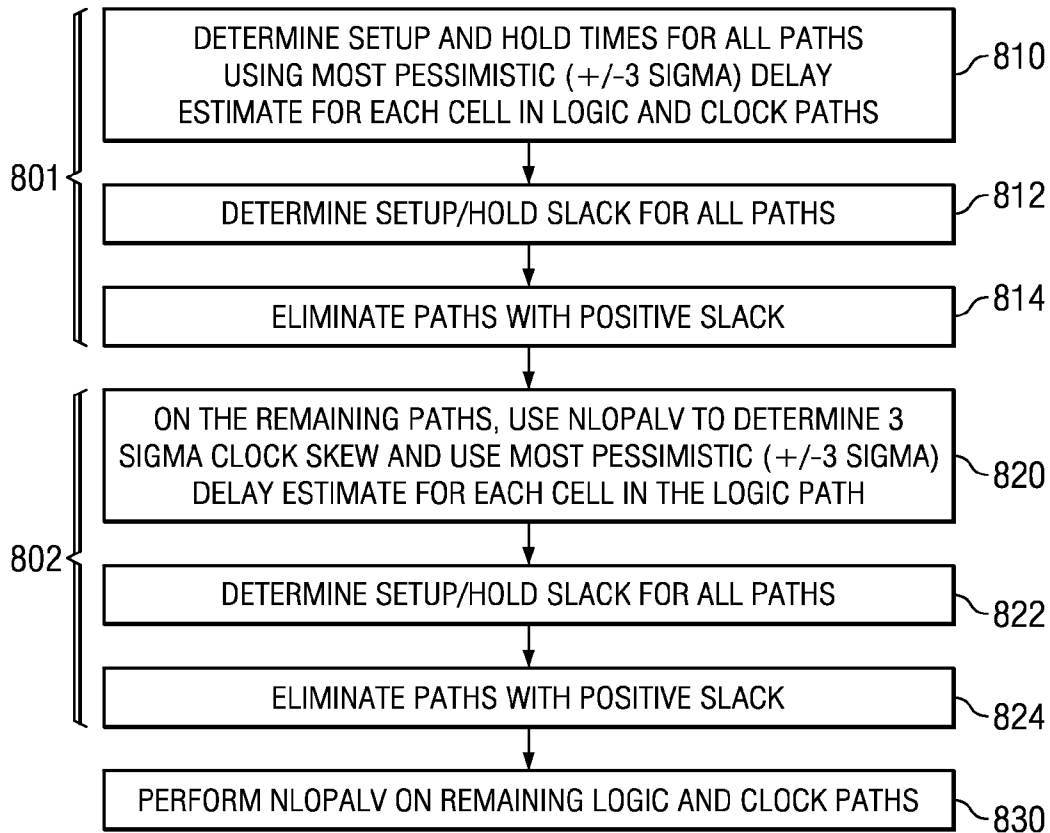 DETERMINE SETUP AND HOLD TIMES FOR ALL PATHS
USING MOST PESSIMISTIC (+/-3 SIGMA) DELAY
ESTIMATE FOR EACH CELL IN LOGIC AND CLOCK PATHS
810
801
DETERMINE SETUP/HOLD SLACK FOR ALL PATHS
812
ELIMINATE PATHS WITH POSITIVE SLACK
814
ON THE REMAINING PATHS, USE NLOPALV TO DETERMINE 3
SIGMA CLOCK SKEW AND USE MOST PESSIMISTIC (+/-3 SIGMA)
DELAY ESTIMATE FOR EACH CELL IN THE LOGIC PATH
820
802
DETERMINE SETUP/HOLD SLACK FOR ALL PATHS
822
ELIMINATE PATHS WITH POSITIVE SLACK
824
PERFORM NLOPALV ON REMAINING LOGIC AND CLOCK PATHS
830